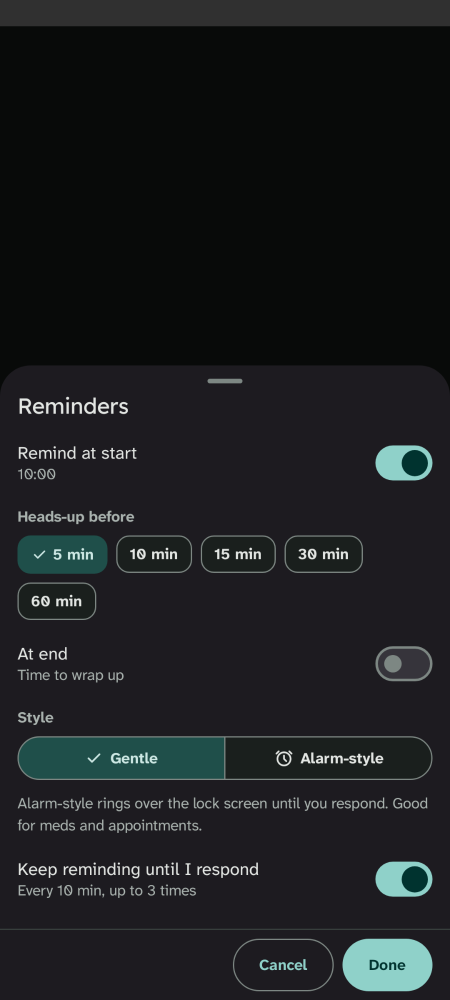 Reminders
Remind at start
10:00
Heads-up before
5 min
10 min
15 min
30 min
60 min
At end
Time to wrap up
Style
Gentle
Alarm-style
Alarm-style rings over the lock screen until you respond. Good
for meds and appointments.
Keep reminding until I respond
Every 10 min, up to 3 times
Cancel
Done